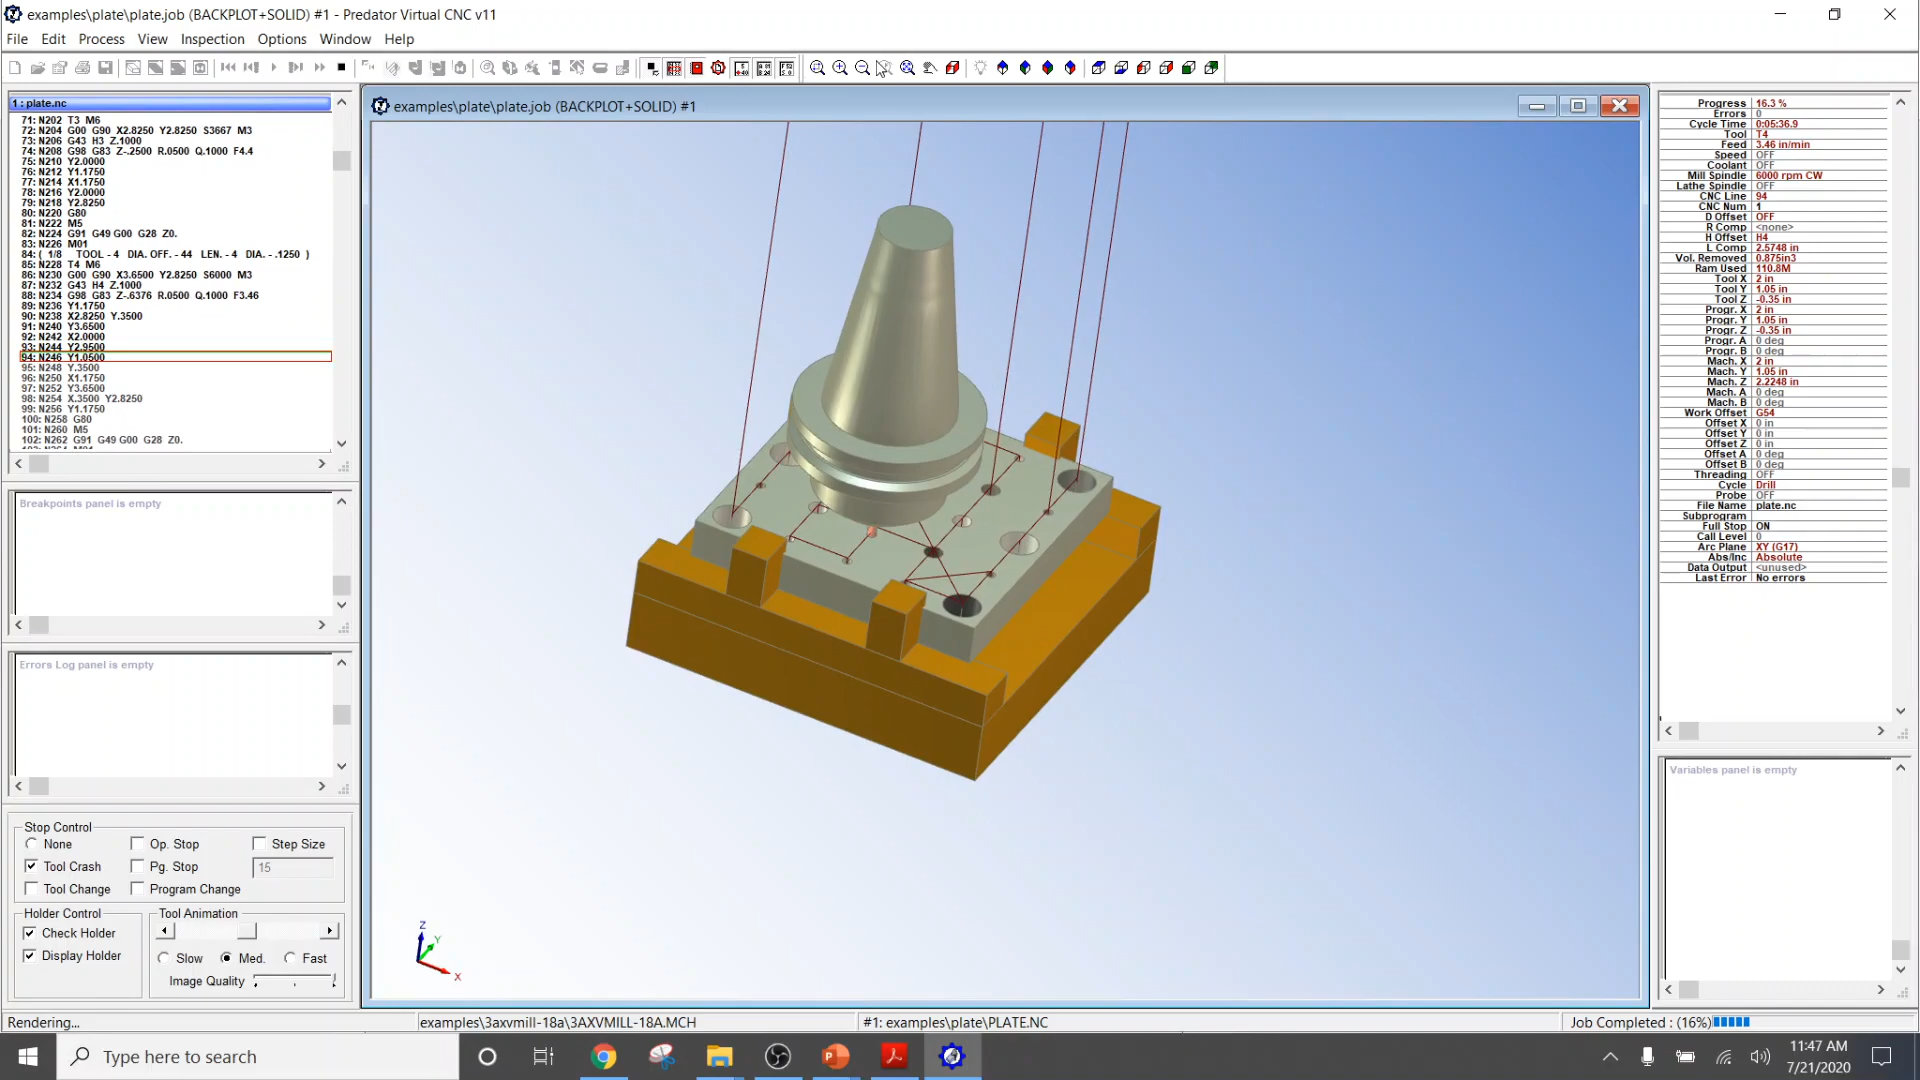 examples\plate\plate.job (BACKPLOT+SOLID) #1 - Predator Virtual CNC v11
File Edit Process View Inspection Options Window Help
1 : plate.nc
71: N202 T3 M6
72: N204 G00 G90 X2.8250 Y2.8250 S3667 M3
73: N206 G43 H3 Z.1000
74: N208 G98 G83 Z-.2500 R.0500 Q.1000 F4.4
75: N210 Y2.0000
76: N212 Y1.1750
77: N214 X1.1750
78: N216 Y2.0000
79: N218 Y2.8250
80: N220 G80
81: N222 M5
82: N224 G91 G49 G00 G28 Z0.
83: N226 M01
84: ( 1/8 TOOL - 4 DIA. OFF. - 44 LEN. - 4 DIA. - .1250 )
85: N228 T4 M6
86: N230 G00 G90 X3.6500 Y2.8250 S6000 M3
87: N232 G43 H4 Z.1000
88: N234 G98 G83 Z-.6376 R.0500 Q.1000 F3.46
89: N236 Y1.1750
90: N238 X2.8250 Y.3500
91: N240 Y3.6500
92: N242 X2.0000
93: N244 Y2.9500
94: N246 Y1.0500
95: N248 Y.3500
96: N250 X1.1750
97: N252 Y3.6500
98: N254 X.3500 Y2.8250
99: N256 Y1.1750
100: N258 G80
101: N260 M5
102: N262 G91 G49 G00 G28 Z0.
Breakpoints panel is empty
Errors Log panel is empty
Stop Control
None Op. Stop Step Size
Tool Crash Pg. Stop 15
Tool Change Program Change
Holder Control Tool Animation
Check Holder
Display Holder Slow Med. Fast
Image Quality
examples\plate\plate.job (BACKPLOT+SOLID) #1
Z
Y
X
Progress 16.3 %
Errors 0
Cycle Time 0:05:36.9
Tool T4
Feed 3.46 in/min
Speed OFF
Coolant OFF
Mill Spindle 6000 rpm CW
Lathe Spindle OFF
CNC Line 94
CNC Num 1
D Offset OFF
R Comp <none>
H Offset H4
L Comp 2.5748 in
Vol. Removed 0.875in3
Ram Used 110.8M
Tool X 2 in
Tool Y 1.05 in
Tool Z -0.35 in
Progr. X 2 in
Progr. Y 1.05 in
Progr. Z -0.35 in
Progr. A 0 deg
Progr. B 0 deg
Mach. X 2 in
Mach. Y 1.05 in
Mach. Z 2.2248 in
Mach. A 0 deg
Mach. B 0 deg
Work Offset G54
Offset X 0 in
Offset Y 0 in
Offset Z 0 in
Offset A 0 deg
Offset B 0 deg
Threading OFF
Cycle Drill
Probe OFF
File Name plate.nc
Subprogram
Full Stop ON
Call Level 0
Arc Plane XY (G17)
Abs/Inc Absolute
Data Output <unused>
Last Error No errors
Variables panel is empty
Rendering... examples\3axvmill-18a\3AXVMILL-18A.MCH #1: examples\plate\PLATE.NC Job Completed : (16%)
Type here to search
11:47 AM
7/21/2020